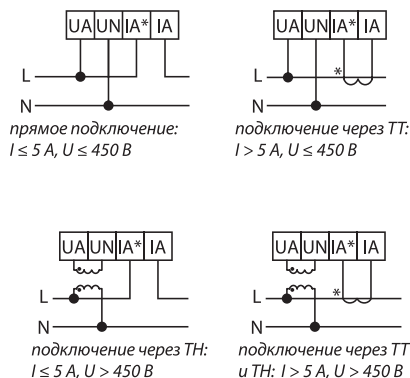 UA UN IA* IA
L
N
прямое подключение:
I ≤ 5 A, U ≤ 450 В
UA UN IA* IA
*
L
N
подключение через ТТ:
I > 5 A, U ≤ 450 В
UA UN IA* IA
L
N
подключение через ТН:
I ≤ 5 A, U > 450 В
UA UN IA* IA
*
L
N
подключение через ТТ
и ТН: I > 5 A, U > 450 В